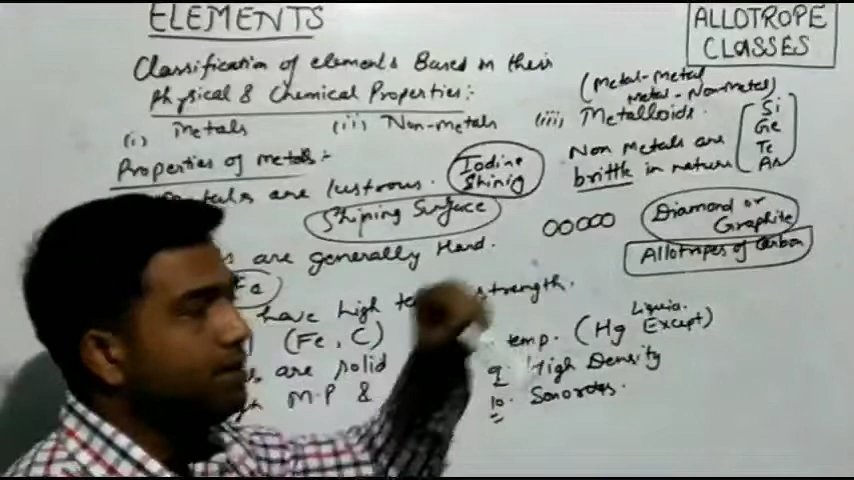 ELEMENTS
ALLOTROPE
CLASSES
Classification of elements Based on their
Physical & Chemical Properties:-
(Metal-Metal
Metal-Nonmetal)
(i) Metals (ii) Non-metals (iii) Metalloids.
Si
Ge
Te
As
Properties of metals:-
are lustrous.
Iodine
Shinig
Non Metals are
brittle in nature
Shining Surface
Diamond or
Graphite
are generally Hard.
Allotropes of Carbon
Fe
have high strength.
(Fe, C)
temp. (Hg Except)
Liquid.
are solid
9. High Density
M.P &
10. Sonorous.